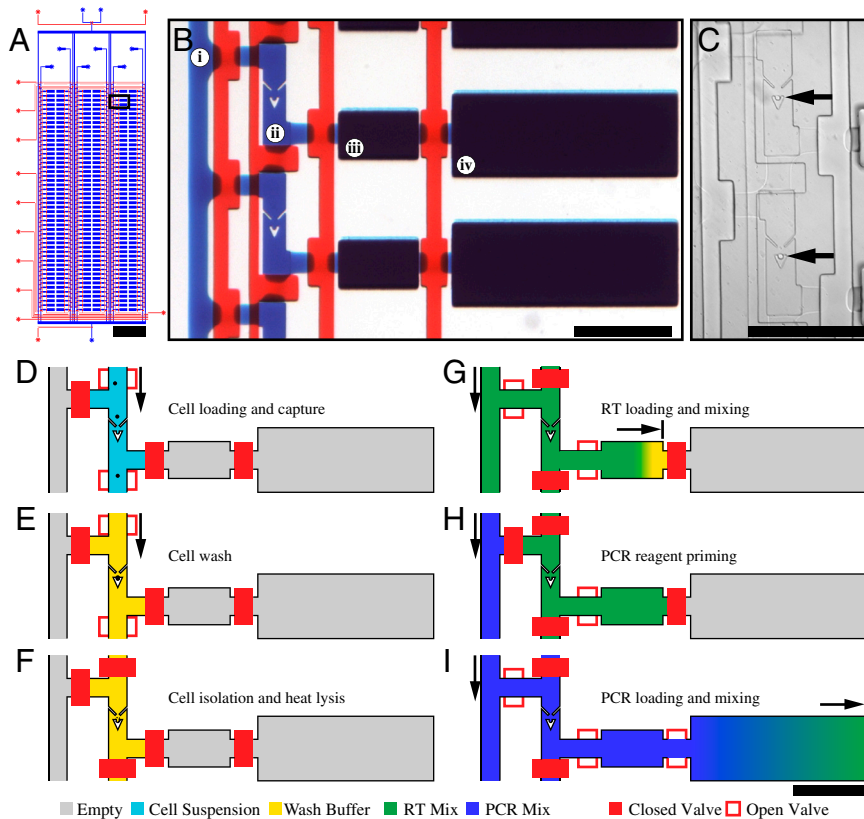 A
B
C
i
ii
iii
iv
D
Cell loading and capture
G
RT loading and mixing
E
Cell wash
H
PCR reagent priming
F
Cell isolation and heat lysis
I
PCR loading and mixing
Empty Cell Suspension Wash Buffer RT Mix PCR Mix Closed Valve Open Valve